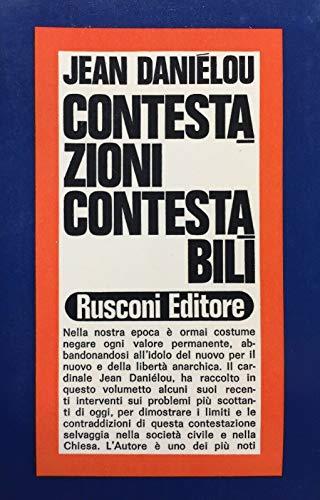 JEAN DANIÉLOU
CONTESTA
ZIONI
CONTESTA
BILI
Rusconi Editore
Nella nostra epoca è ormai costume
negare ogni valore permanente, ab-
bandonandosi all'idolo del nuovo per il
nuovo e della libertà anarchica. Il car-
dinale Jean Daniélou, ha raccolto in
questo volumetto alcuni suoi recen-
ti interventi sui problemi più scottan-
ti di oggi, per dimostrare i limiti e le
contraddizioni di questa contestazione
selvaggia nella società civile e nella
Chiesa. L'Autore è uno dei più noti